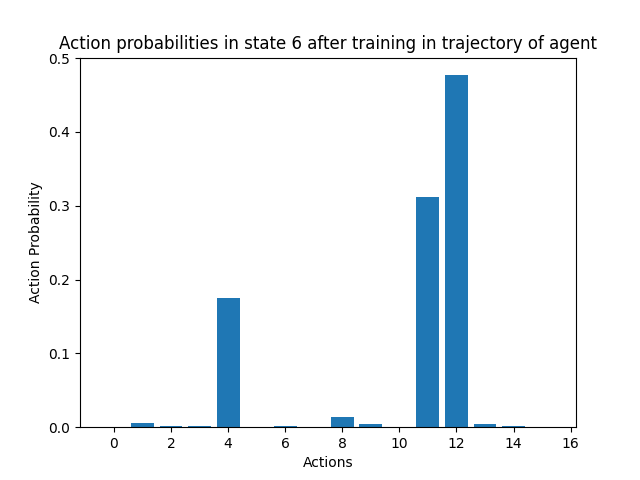 Action probabilities in state 6 after training in trajectory of agent
0.5
0.4
0.3
0.2
0.1
0.0
Action Probability
0 2 4 6 8 10 12 14 16
Actions